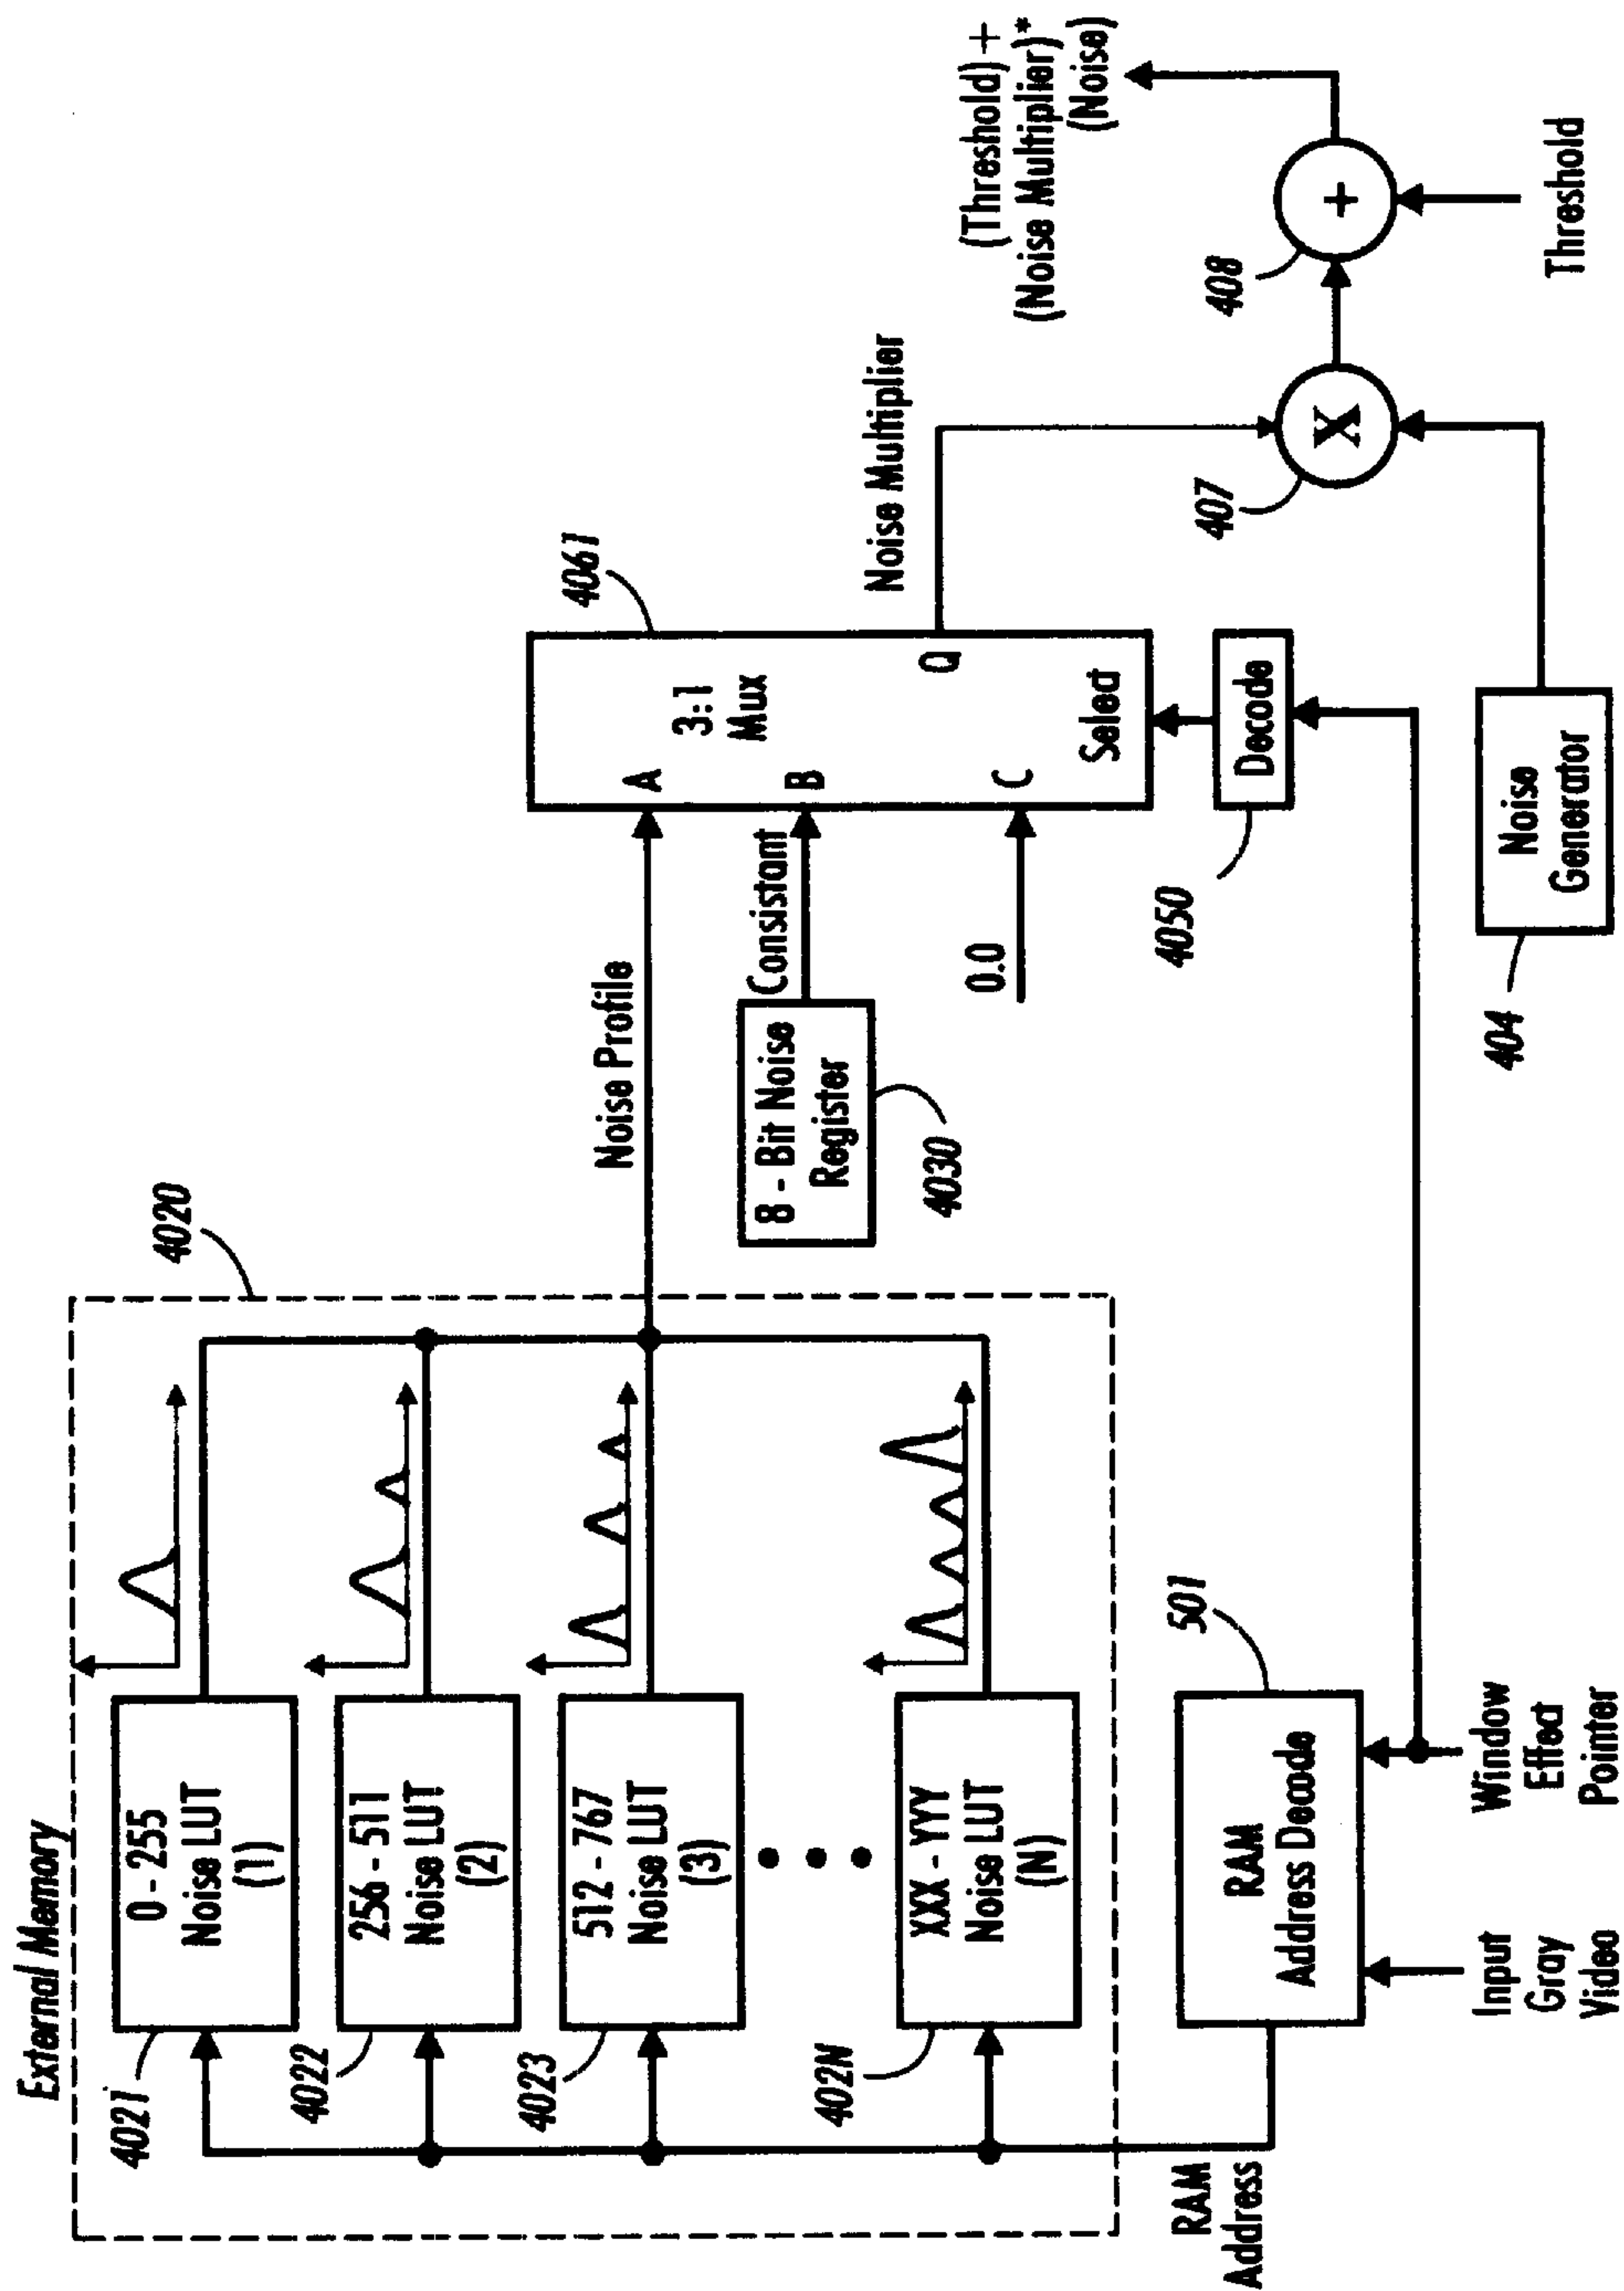 External Memory
4020
0 - 255
Noise LUT
(1)
4021
256 - 511
Noise LUT
(2)
4022
512 - 767
Noise LUT
(3)
4023
XXX - YYY
Noise LUT
(N)
402N
RAM
Address
RAM
Address Decode
501
Input
Gray
Video
Window
Effect
Pointer
Noise Profile
8 - Bit Noise
Register
4030
Consistant
0.0
A
B
C
3:1
Mux
Q
Select
4061
Decode
4050
Noise
Generator
404
Noise Multiplier
X
407
+
408
Threshold
(Threshold) +
(Noise Multiplier)*
(Noise)